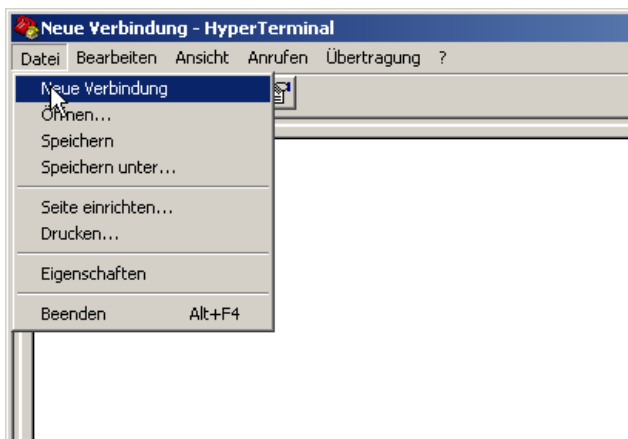 Neue Verbindung - HyperTerminal
Datei Bearbeiten Ansicht Anrufen Übertragung ?
Neue Verbindung
Öffnen...
Speichern
Speichern unter...
Seite einrichten...
Drucken...
Eigenschaften
Beenden Alt+F4